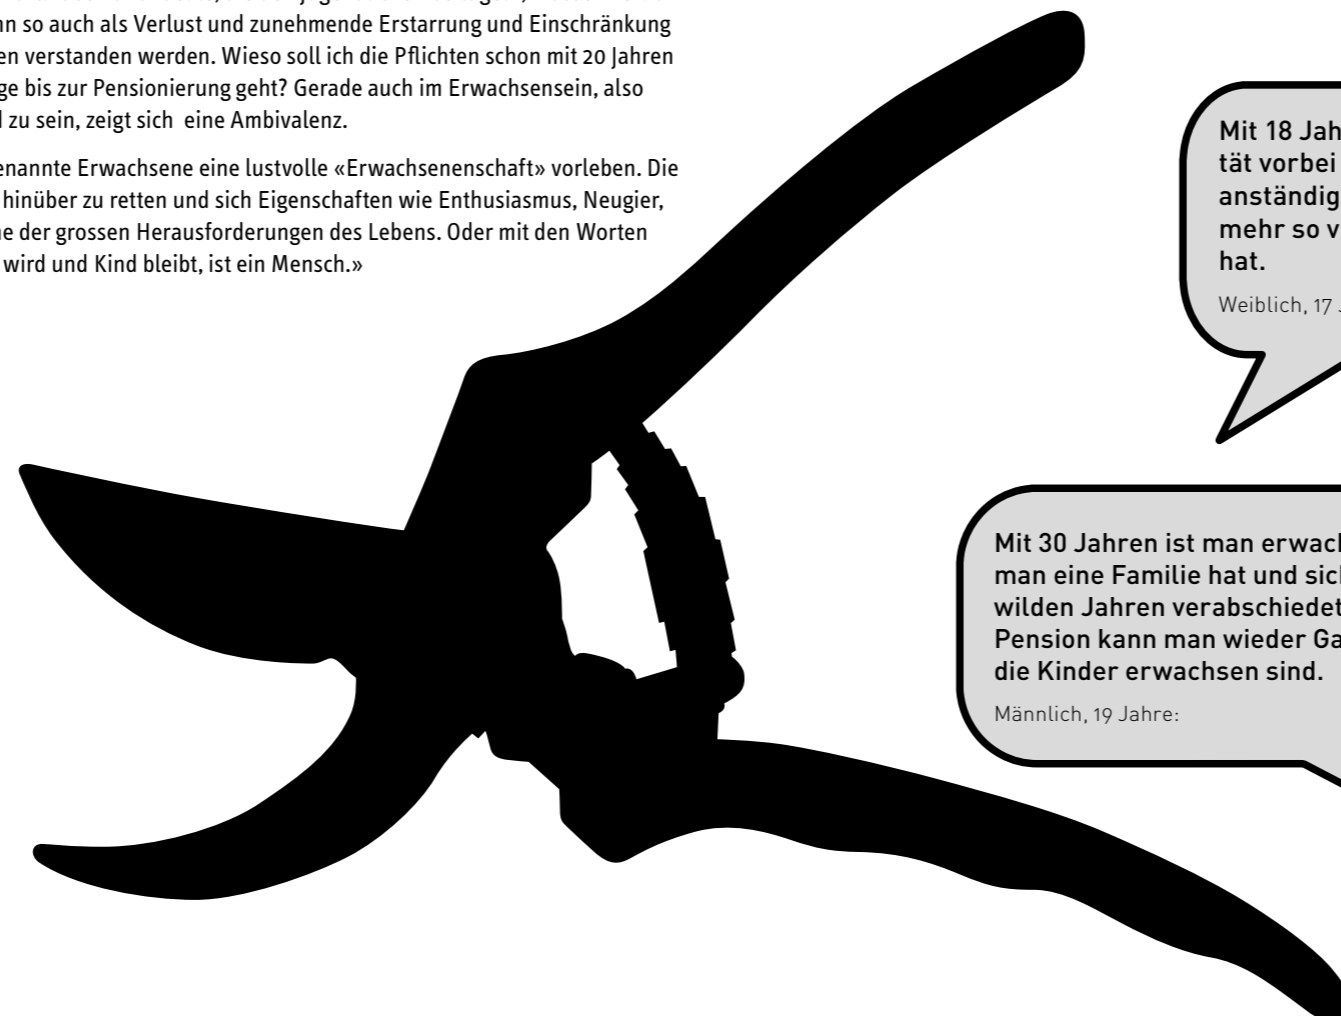 nn so auch als Verlust und zunehmende Erstarrung und Einschränkung
en verstanden werden. Wieso soll ich die Pflichten schon mit 20 Jahren
ge bis zur Pensionierung geht? Gerade auch im Erwachsensein, also
zu sein, zeigt sich eine Ambivalenz.
enannte Erwachsene eine lustvolle «Erwachsenenschaft» vorleben. Die
hinüber zu retten und sich Eigenschaften wie Enthusiasmus, Neugier,
ne der grossen Herausforderungen des Lebens. Oder mit den Worten
wird und Kind bleibt, ist ein Mensch.»
Mit 18 Jah
tät vorbei
anständig
mehr so v
hat.
Weiblich, 17 J
Mit 30 Jahren ist man erwach
man eine Familie hat und sich
wilden Jahren verabschiedet
Pension kann man wieder Ga
die Kinder erwachsen sind.
Männlich, 19 Jahre: